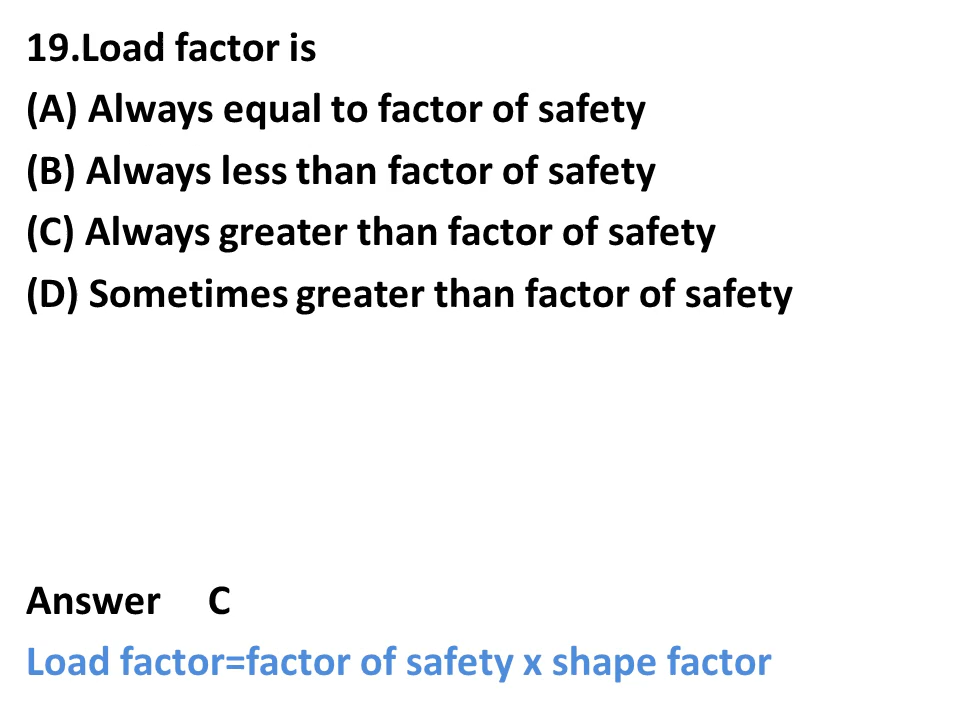 19.Load factor is
(A) Always equal to factor of safety
(B) Always less than factor of safety
(C) Always greater than factor of safety
(D) Sometimes greater than factor of safety
Answer C
Load factor=factor of safety x shape factor